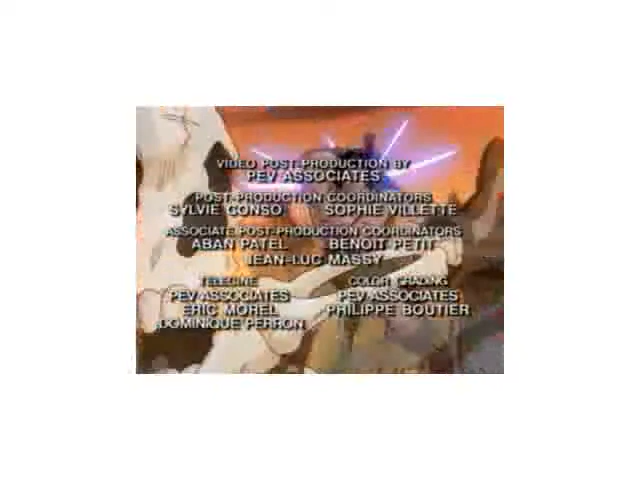 VIDEO POST-PRODUCTION BY
PEV ASSOCIATES
POST-PRODUCTION COORDINATORS
SYLVIE CONSO SOPHIE VILLETTE
ASSOCIATE POST-PRODUCTION COORDINATORS
ABAN PATEL BENOIT PETIT
JEAN-LUC MASSY
TELECINE COLOR GRADING
PEV ASSOCIATES PEV ASSOCIATES
ERIC MOREL PHILIPPE BOUTIER
DOMINIQUE PERRON